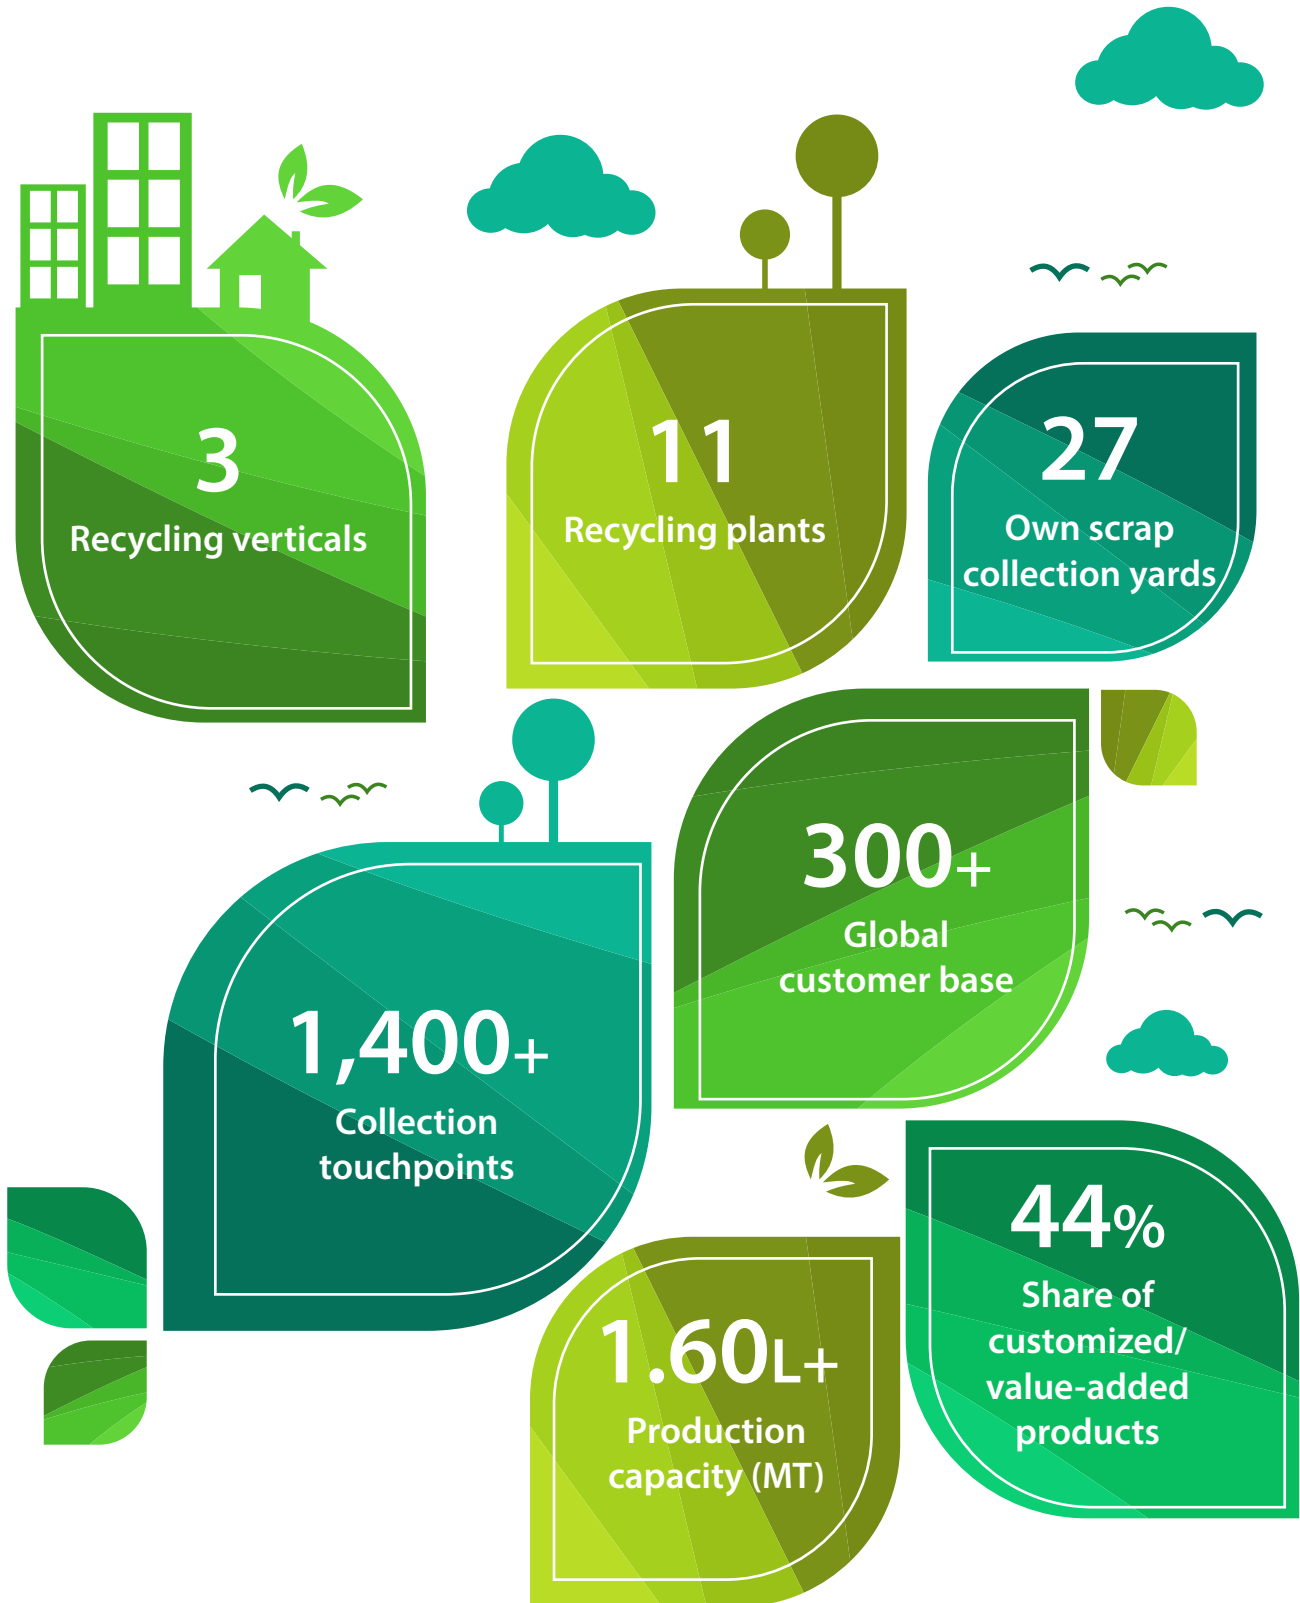 3
Recycling verticals
11
Recycling plants
27
Own scrap
collection yards
300+
Global
customer base
1,400+
Collection
touchpoints
44%
Share of
customized/
value-added
products
1.60L+
Production
capacity (MT)